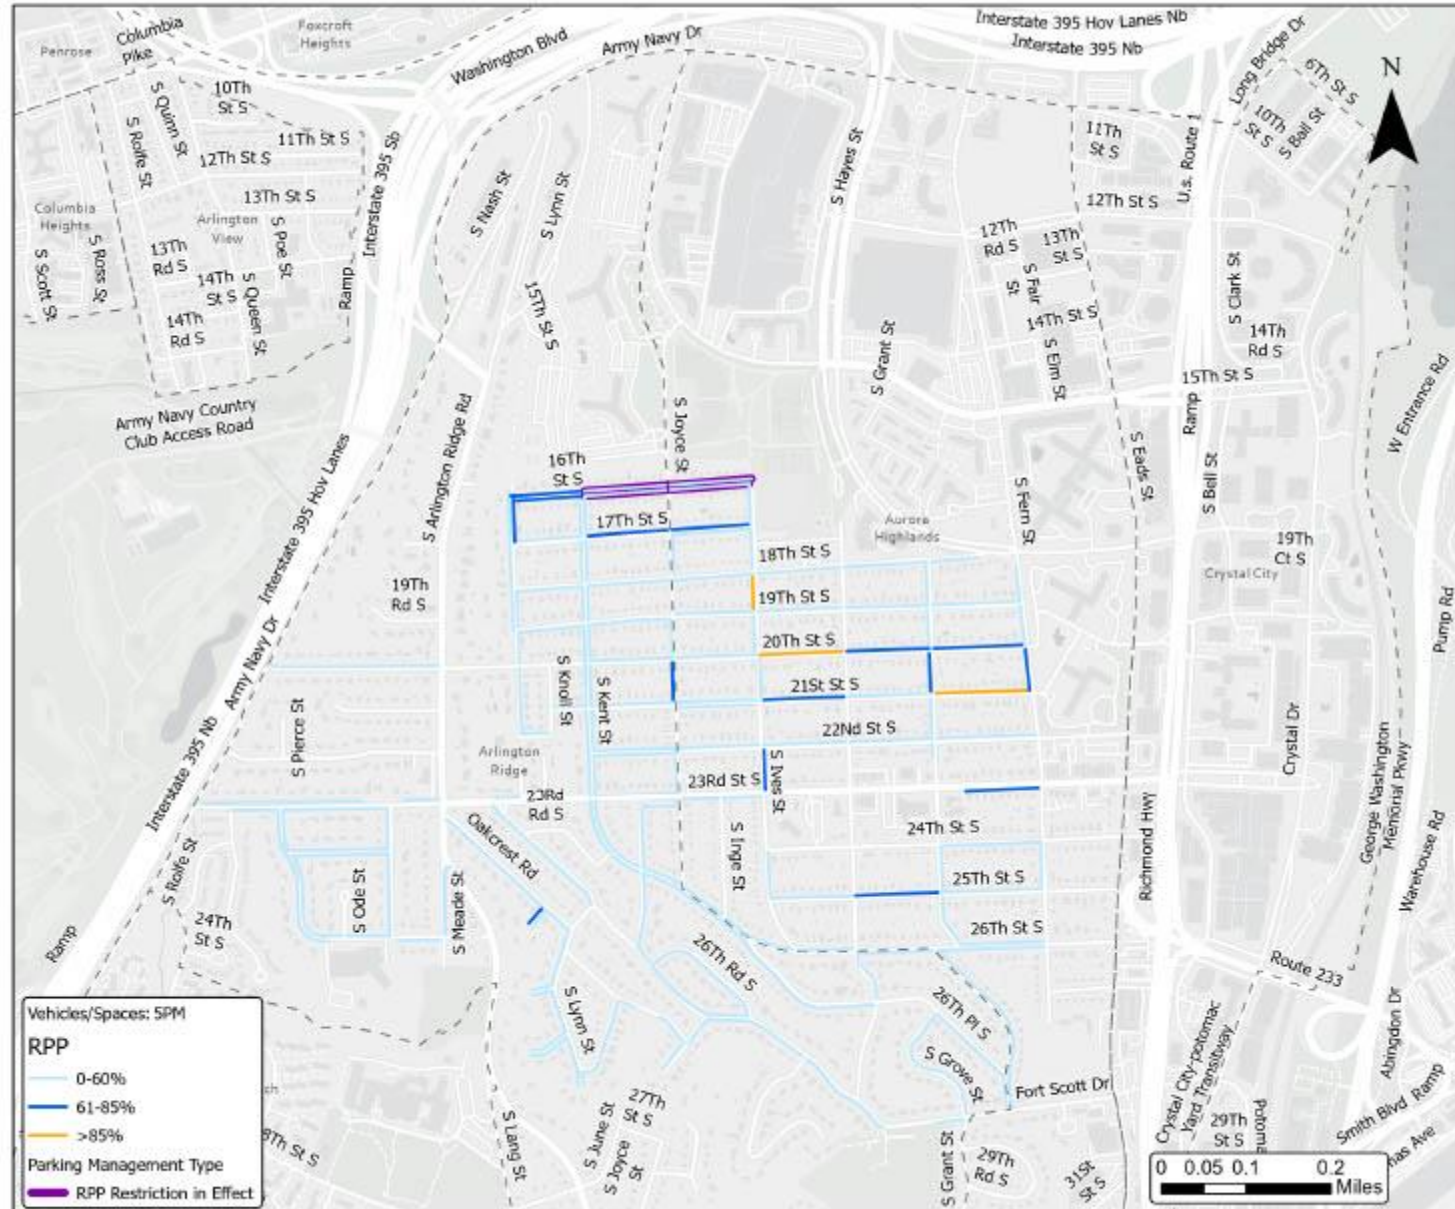 Columbia
Pike
Foxcroft
Heights
Penrose
Washington Blvd
Army Navy Dr
Interstate 395 Hov Lanes Nb
Interstate 395 Nb
Long Bridge Dr
6Th St S
10Th
St S
S Ball St
N
S Quinn St
10Th
St S
S Rolfe St
11Th St S
12Th St S
13Th St S
Interstate 395 Sb
Columbia
Heights
Arlington
View
S Scott St
S Ross St
13Th
Rd S
S Poe St
14Th
St S
S Queen St
Ramp
14Th
Rd S
Army Navy Country
Club Access Road
S Nash St
S Lynn St
15Th St S
S Hayes St
11Th
St S
U.s. Route 1
12Th St S
12Th
Rd S
13Th
St S
S Fair
St
14Th St S
S Elm St
S Clark St
14Th
Rd S
15Th St S
Ramp
W Entrance Rd
S Grant St
S Joyce St
S Arlington Ridge Rd
Interstate 395 Hov Lanes
16Th
St S
17Th St S
18Th St S
Aurora
Highlands
S Fern St
S Eads St
S Bell St
19Th
Ct S
Crystal City
Pump Rd
19Th
Rd S
19Th St S
20Th St S
21St St S
22Nd St S
Army Navy Dr
Interstate 395 Nb
S Pierce St
S Knoll St
S Kent St
Arlington
Ridge
23Rd St S
S Ives St
23Rd
Rd S
Crystal Dr
George Washington
Memorial Pkwy
Warehouse Rd
Richmond Hwy
24Th St S
S Inge St
25Th St S
26Th St S
Oakcrest Rd
S Rolfe St
S Ode St
S Meade St
24Th
St S
Ramp
26Th Rd S
26Th Pl S
Route 233
Abingdon Dr
S Lynn St
S Grove St
Fort Scott Dr
Crystal City-potomac
Yard Transitway
Smith Blvd Ramp
27Th
St S
S June St
S Joyce
St
S Lang St
S Grant St
29Th
Rd S
31St
St S
29Th
St S
Vehicles/Spaces: 5PM
RPP
0-60%
61-85%
>85%
Parking Management Type
RPP Restriction in Effect
0 0.05 0.1 0.2
Miles